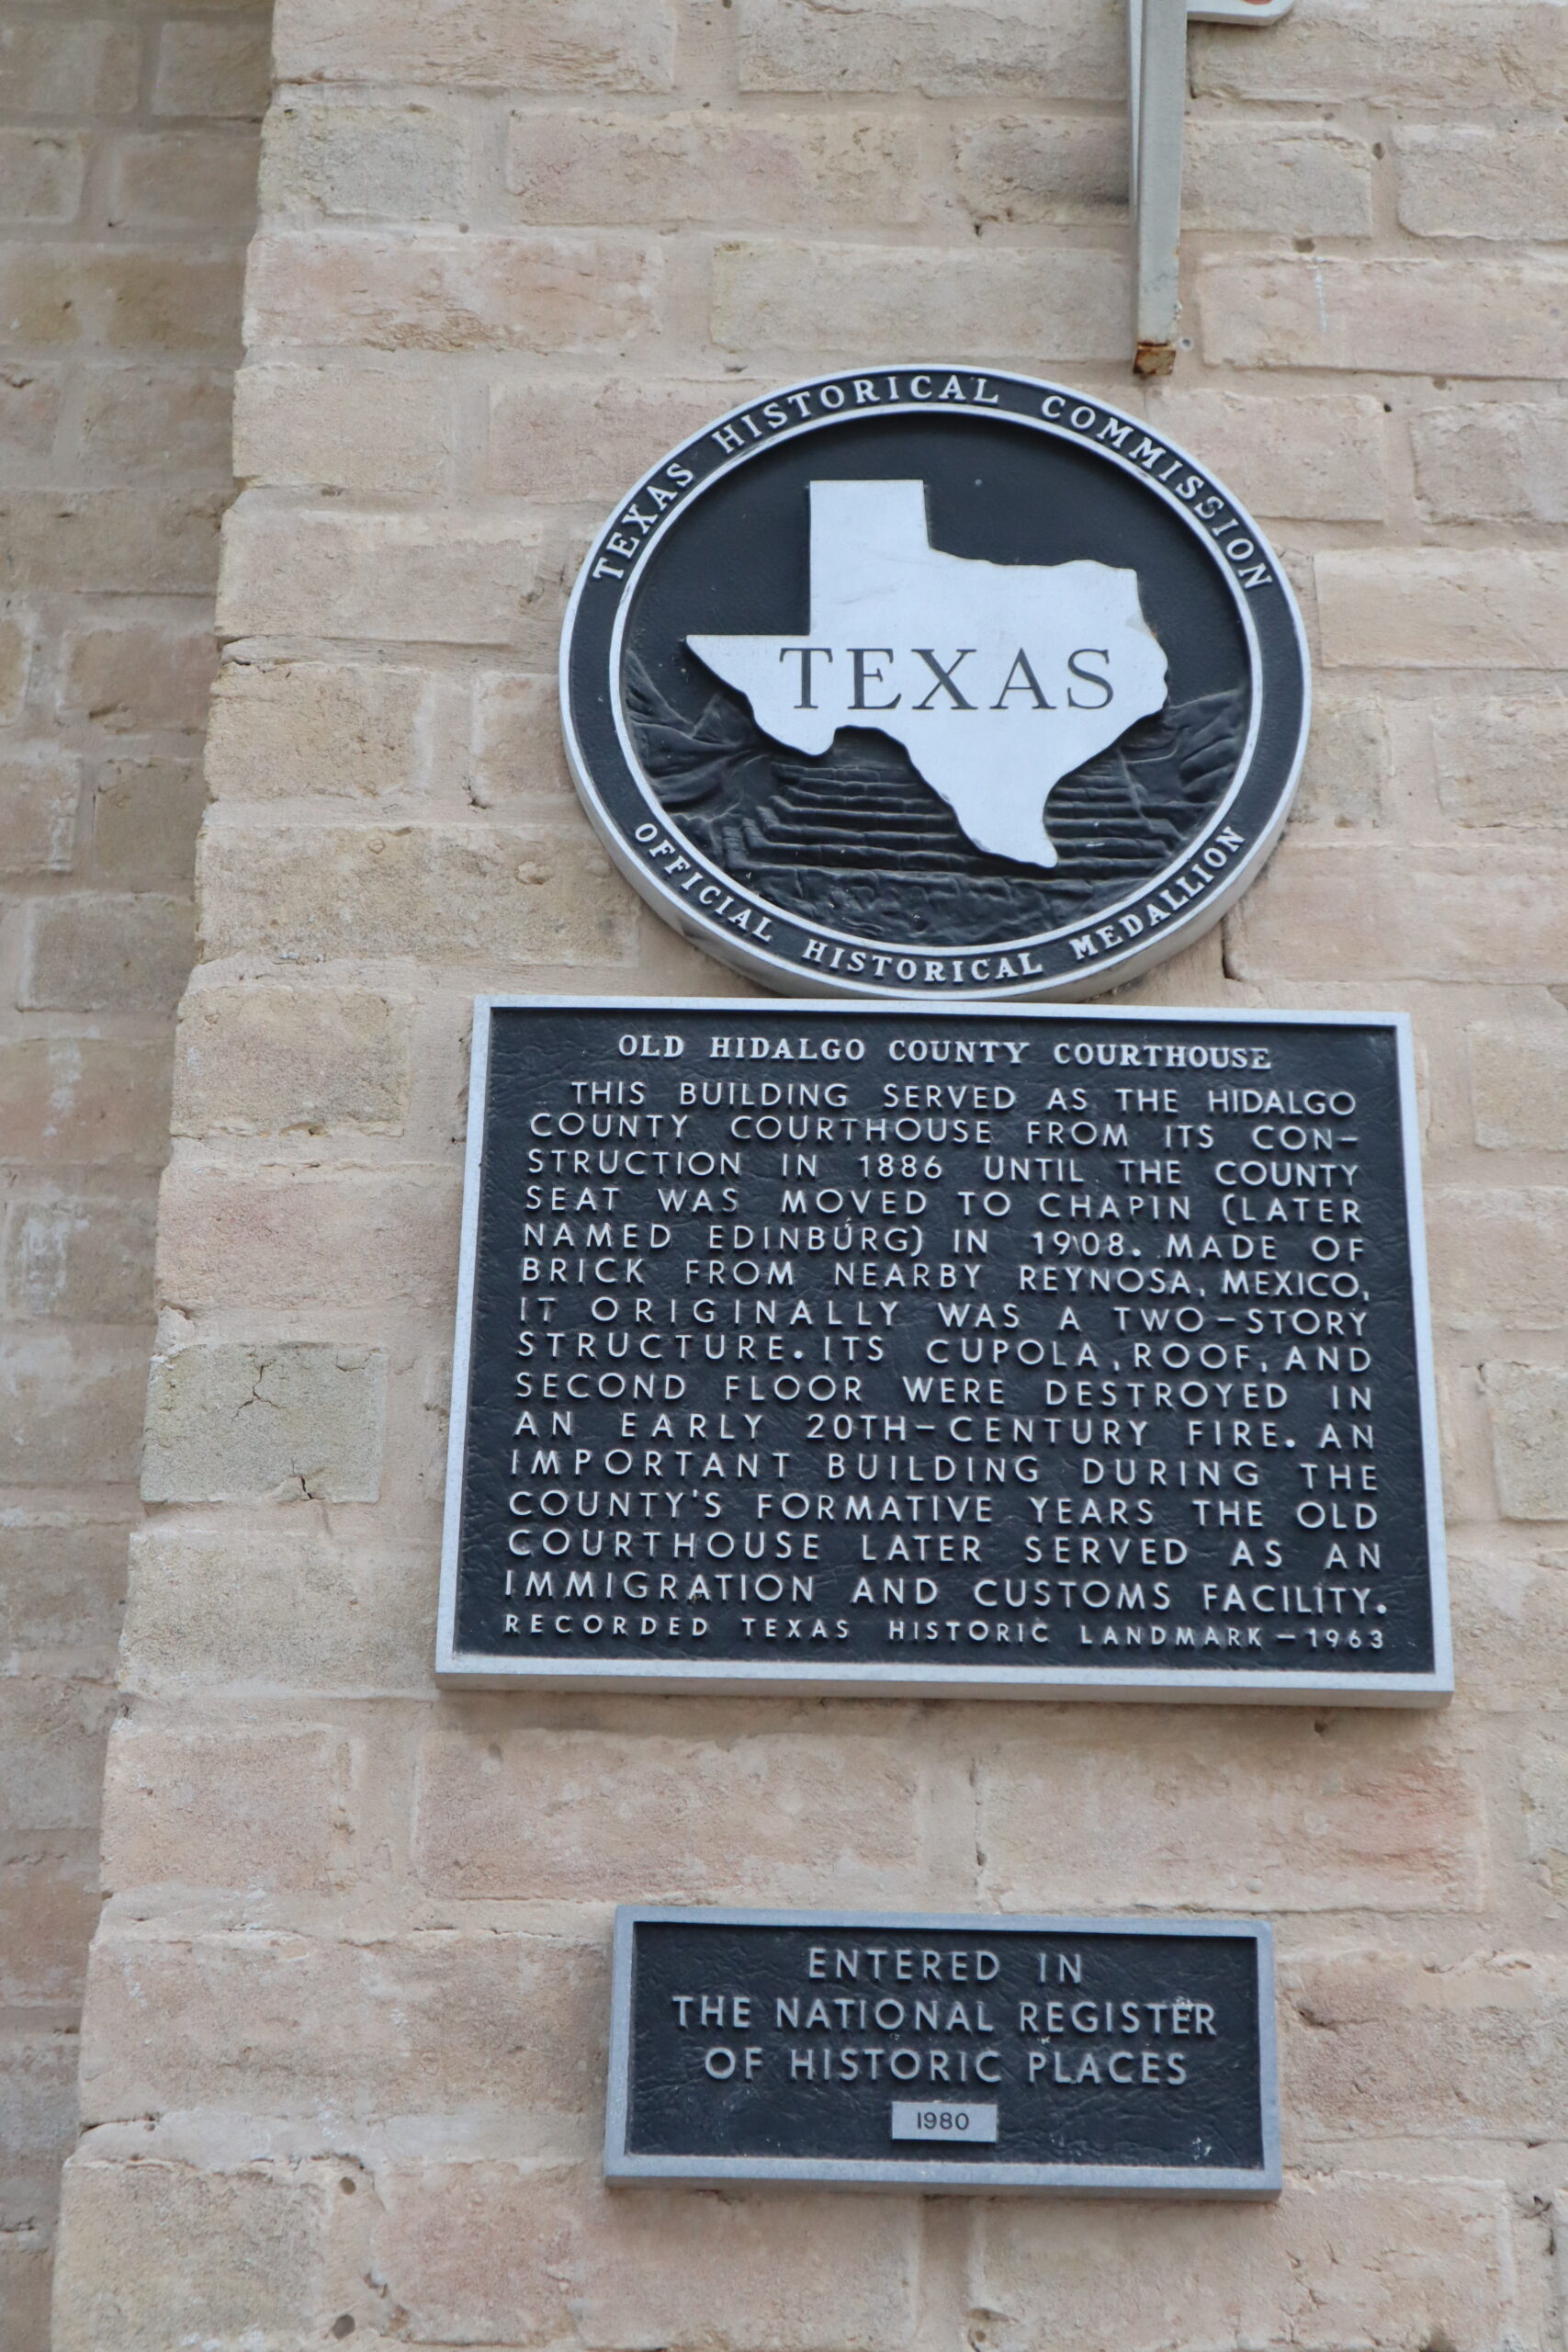 TEXAS HISTORICAL COMMISSION
TEXAS
OFFICIAL HISTORICAL MEDALLION
OLD HIDALGO COUNTY COURTHOUSE
THIS BUILDING SERVED AS THE HIDALGO
COUNTY COURTHOUSE FROM ITS CON-
STRUCTION IN 1886 UNTIL THE COUNTY
SEAT WAS MOVED TO CHAPIN (LATER
NAMED EDINBURG) IN 1908. MADE OF
BRICK FROM NEARBY REYNOSA, MEXICO,
IT ORIGINALLY WAS A TWO-STORY
STRUCTURE. ITS CUPOLA, ROOF, AND
SECOND FLOOR WERE DESTROYED IN
AN EARLY 20TH-CENTURY FIRE. AN
IMPORTANT BUILDING DURING THE
COUNTY'S FORMATIVE YEARS THE OLD
COURTHOUSE LATER SERVED AS AN
IMMIGRATION AND CUSTOMS FACILITY.
RECORDED TEXAS HISTORIC LANDMARK-1963
ENTERED IN
THE NATIONAL REGISTER
OF HISTORIC PLACES
1980